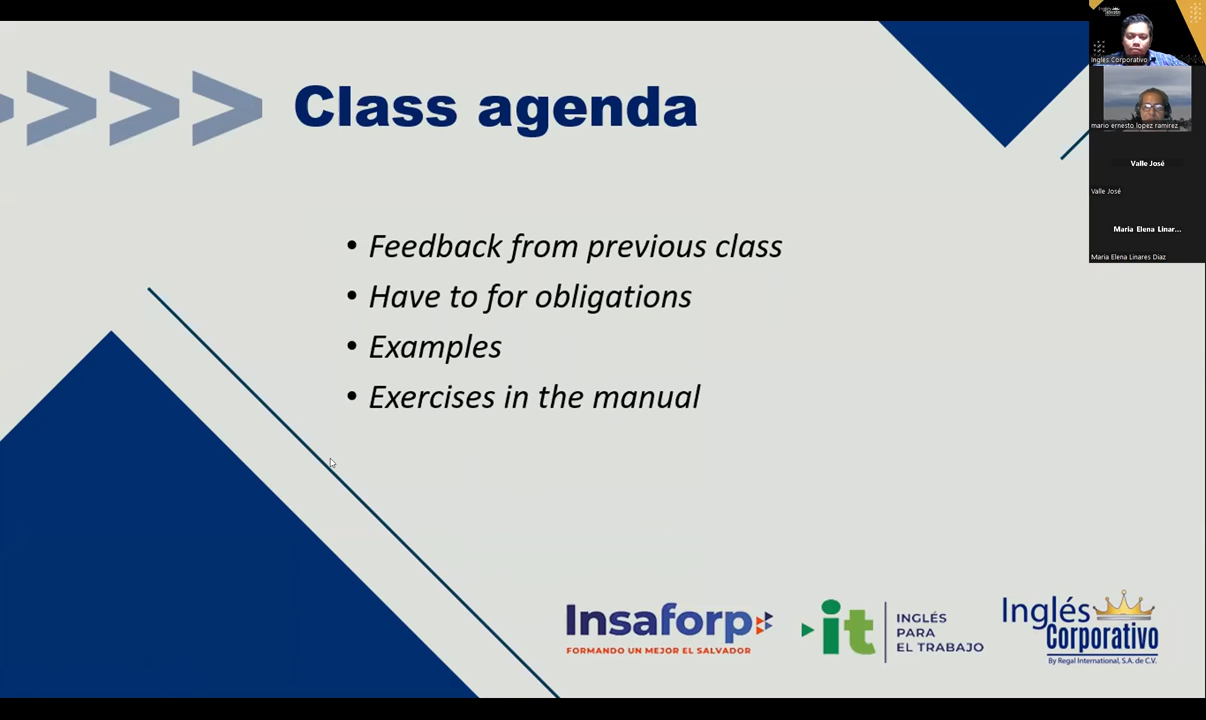 Class agenda
• Feedback from previous class
• Have to for obligations
• Examples
• Exercises in the manual
Insaforp
FORMANDO UN MEJOR EL SALVADOR
it
INGLÉS
PARA
EL TRABAJO
Inglés
Corporativo
By Regal International, S.A. de C.V.
Inglés Corporativo
mario ernesto lopez ramirez
Valle José
Valle José
Maria Elena Linar...
Maria Elena Linares Diaz